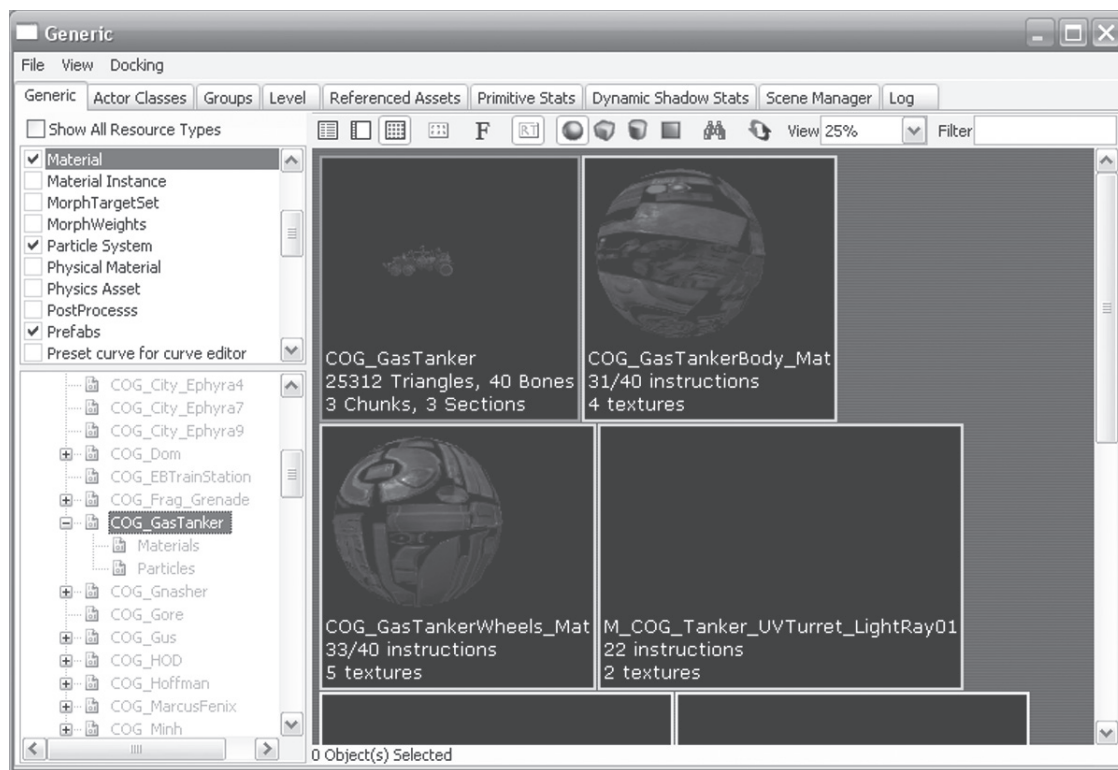 Generic
File View Docking
Generic Actor Classes Groups Level Referenced Assets Primitive Stats Dynamic Shadow Stats Scene Manager Log
Show All Resource Types
F RT View 25% Filter
Material
Material Instance
MorphTargetSet
MorphWeights
Particle System
Physical Material
Physics Asset
PostProcesss
Prefabs
Preset curve for curve editor
COG_City_Ephyra4
COG_City_Ephyra7
COG_City_Ephyra9
COG_Dom
COG_EBTrainStation
COG_Frag_Grenade
COG_GasTanker
Materials
Particles
COG_Gnasher
COG_Gore
COG_Gus
COG_HOD
COG_Hoffman
COG_MarcusFenix
COG_Minh
COG_GasTanker
25312 Triangles, 40 Bones
3 Chunks, 3 Sections
COG_GasTankerBody_Mat
31/40 instructions
4 textures
COG_GasTankerWheels_Mat
33/40 instructions
5 textures
M_COG_Tanker_UVTurret_LightRay01
22 instructions
2 textures
0 Object(s) Selected